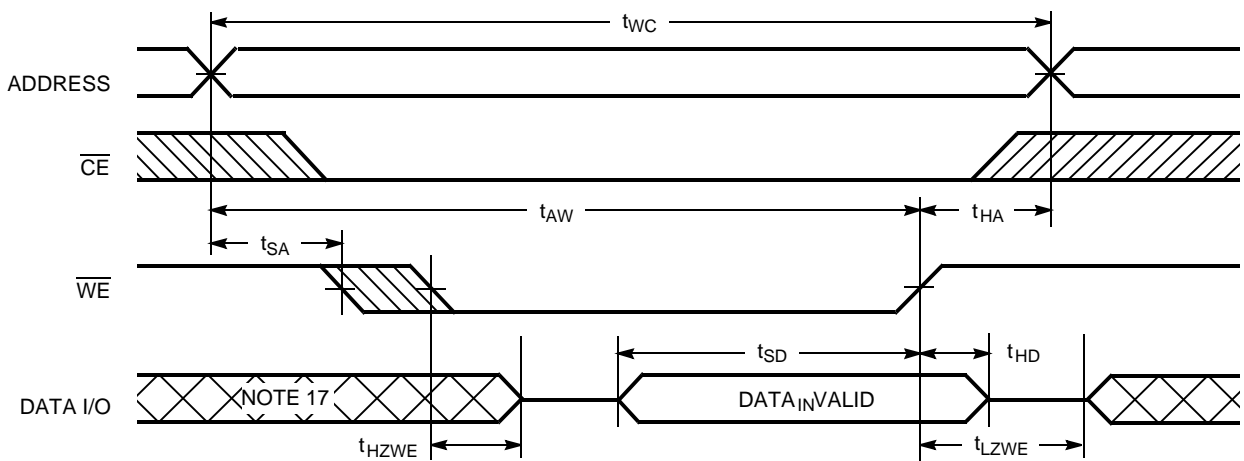 tWC
ADDRESS
CE
tAW
tHA
tSA
WE
tSD
tHD
DATA I/O
NOTE 17
DATAINVALID
tHZWE
tLZWE